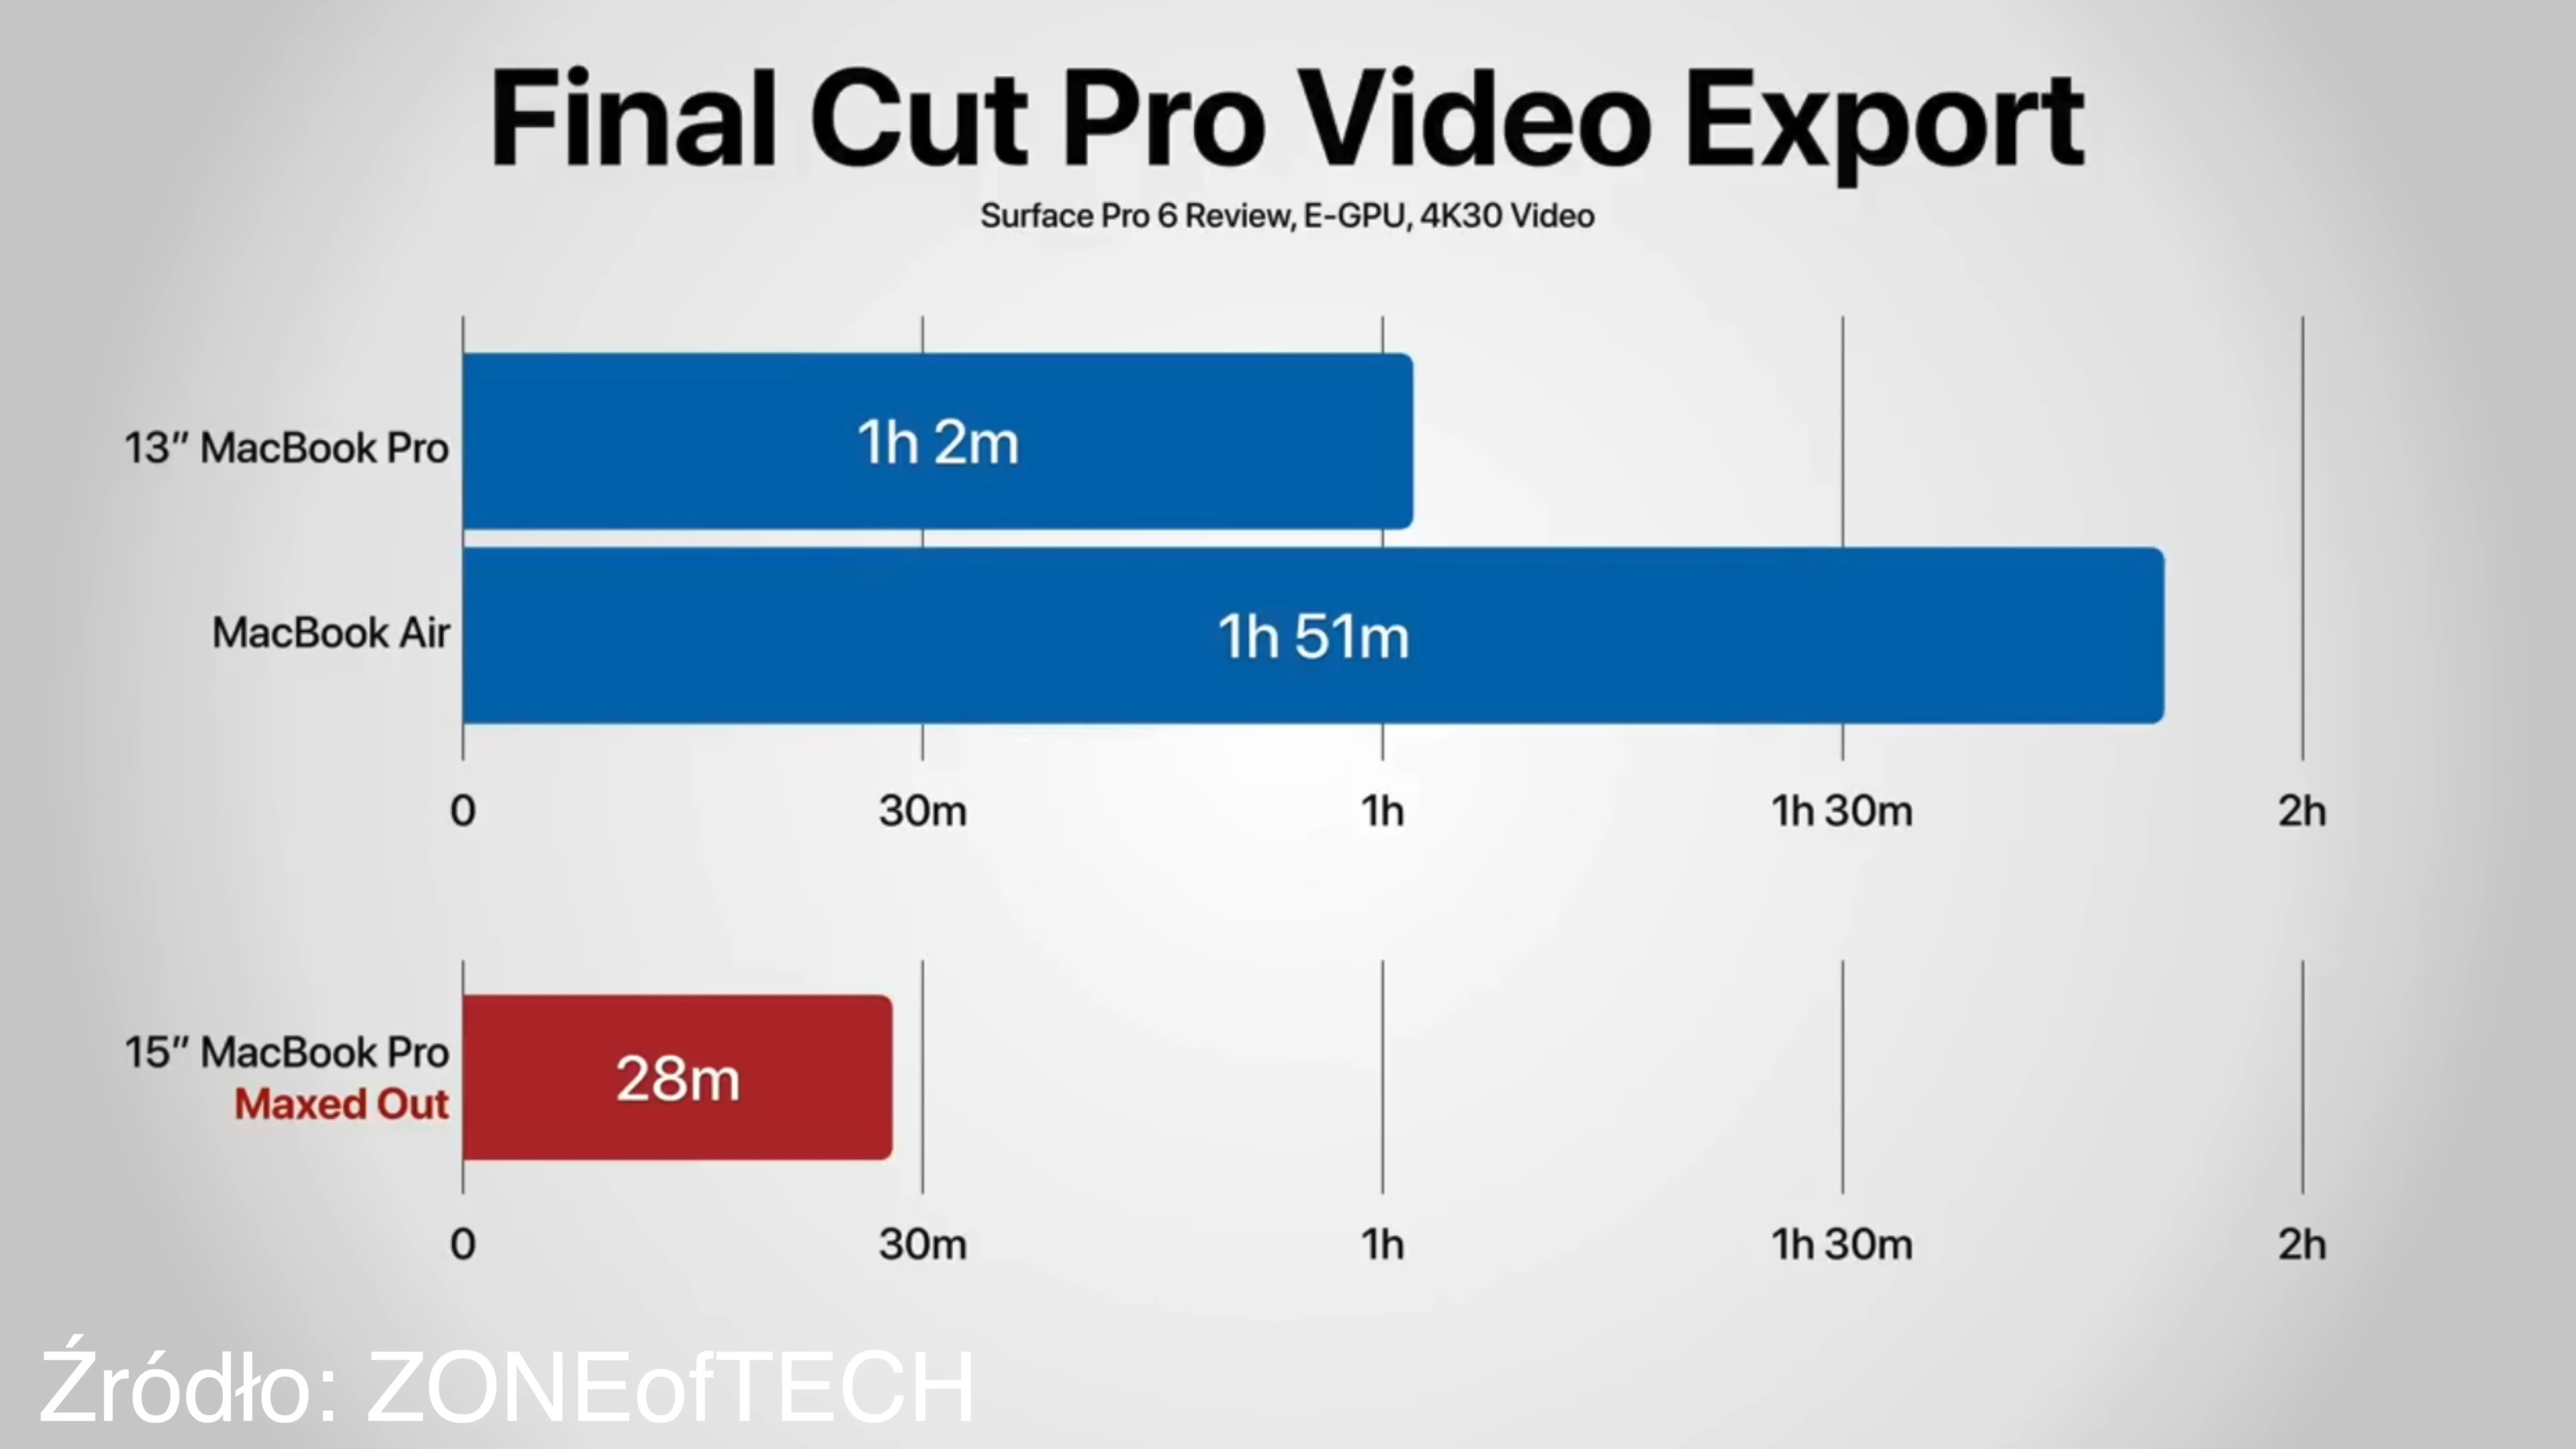 Final Cut Pro Video Export
Surface Pro 6 Review, E-GPU, 4K30 Video
13” MacBook Pro
1h 2m
MacBook Air
1h 51m
0 30m 1h 1h 30m 2h
15” MacBook Pro
Maxed Out
28m
0 30m 1h 1h 30m 2h
Źródło: ZONEofTECH